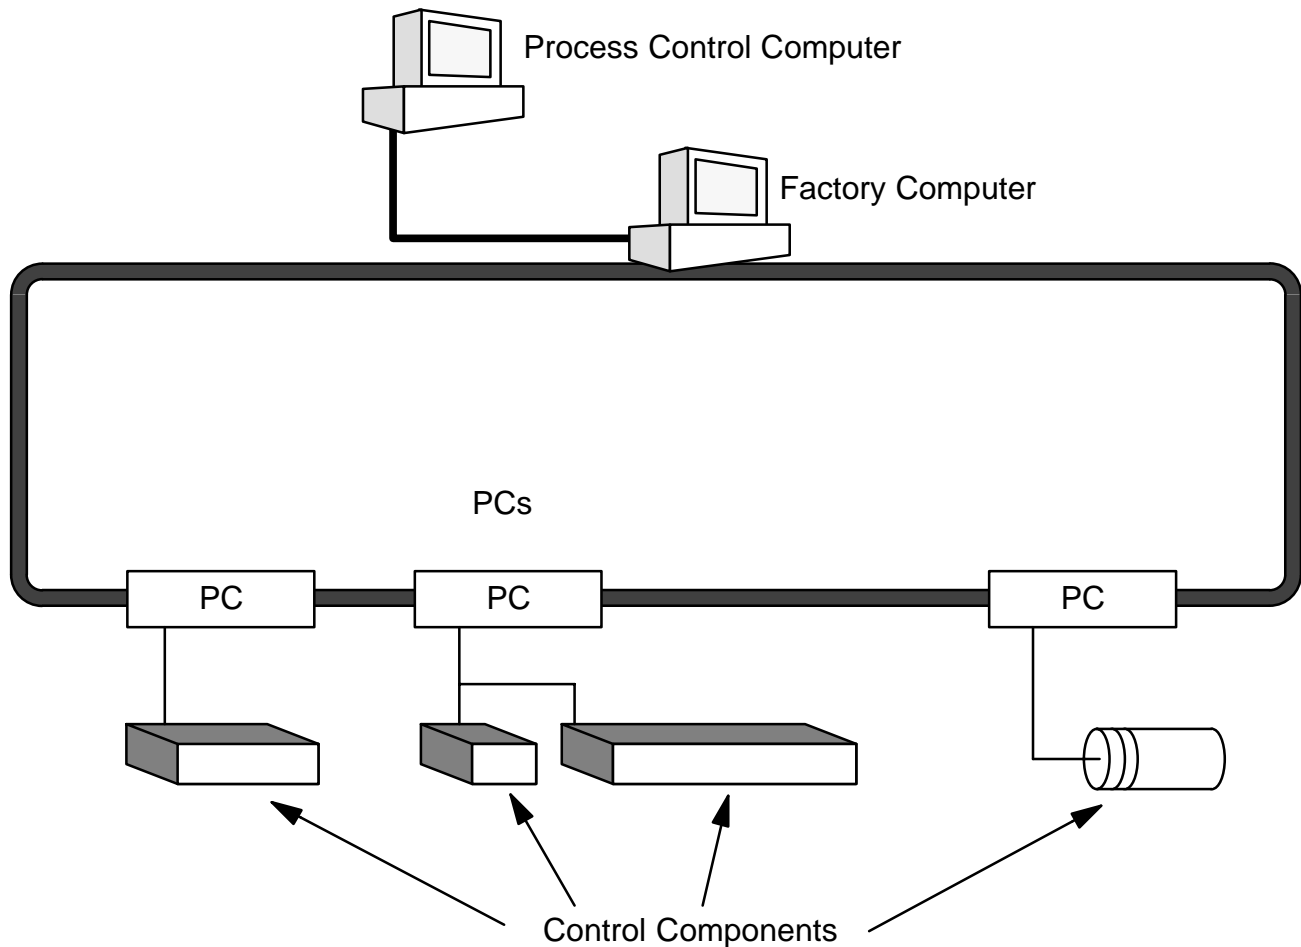 Process Control Computer
Factory Computer
PCs
PC
PC
PC
Control Components